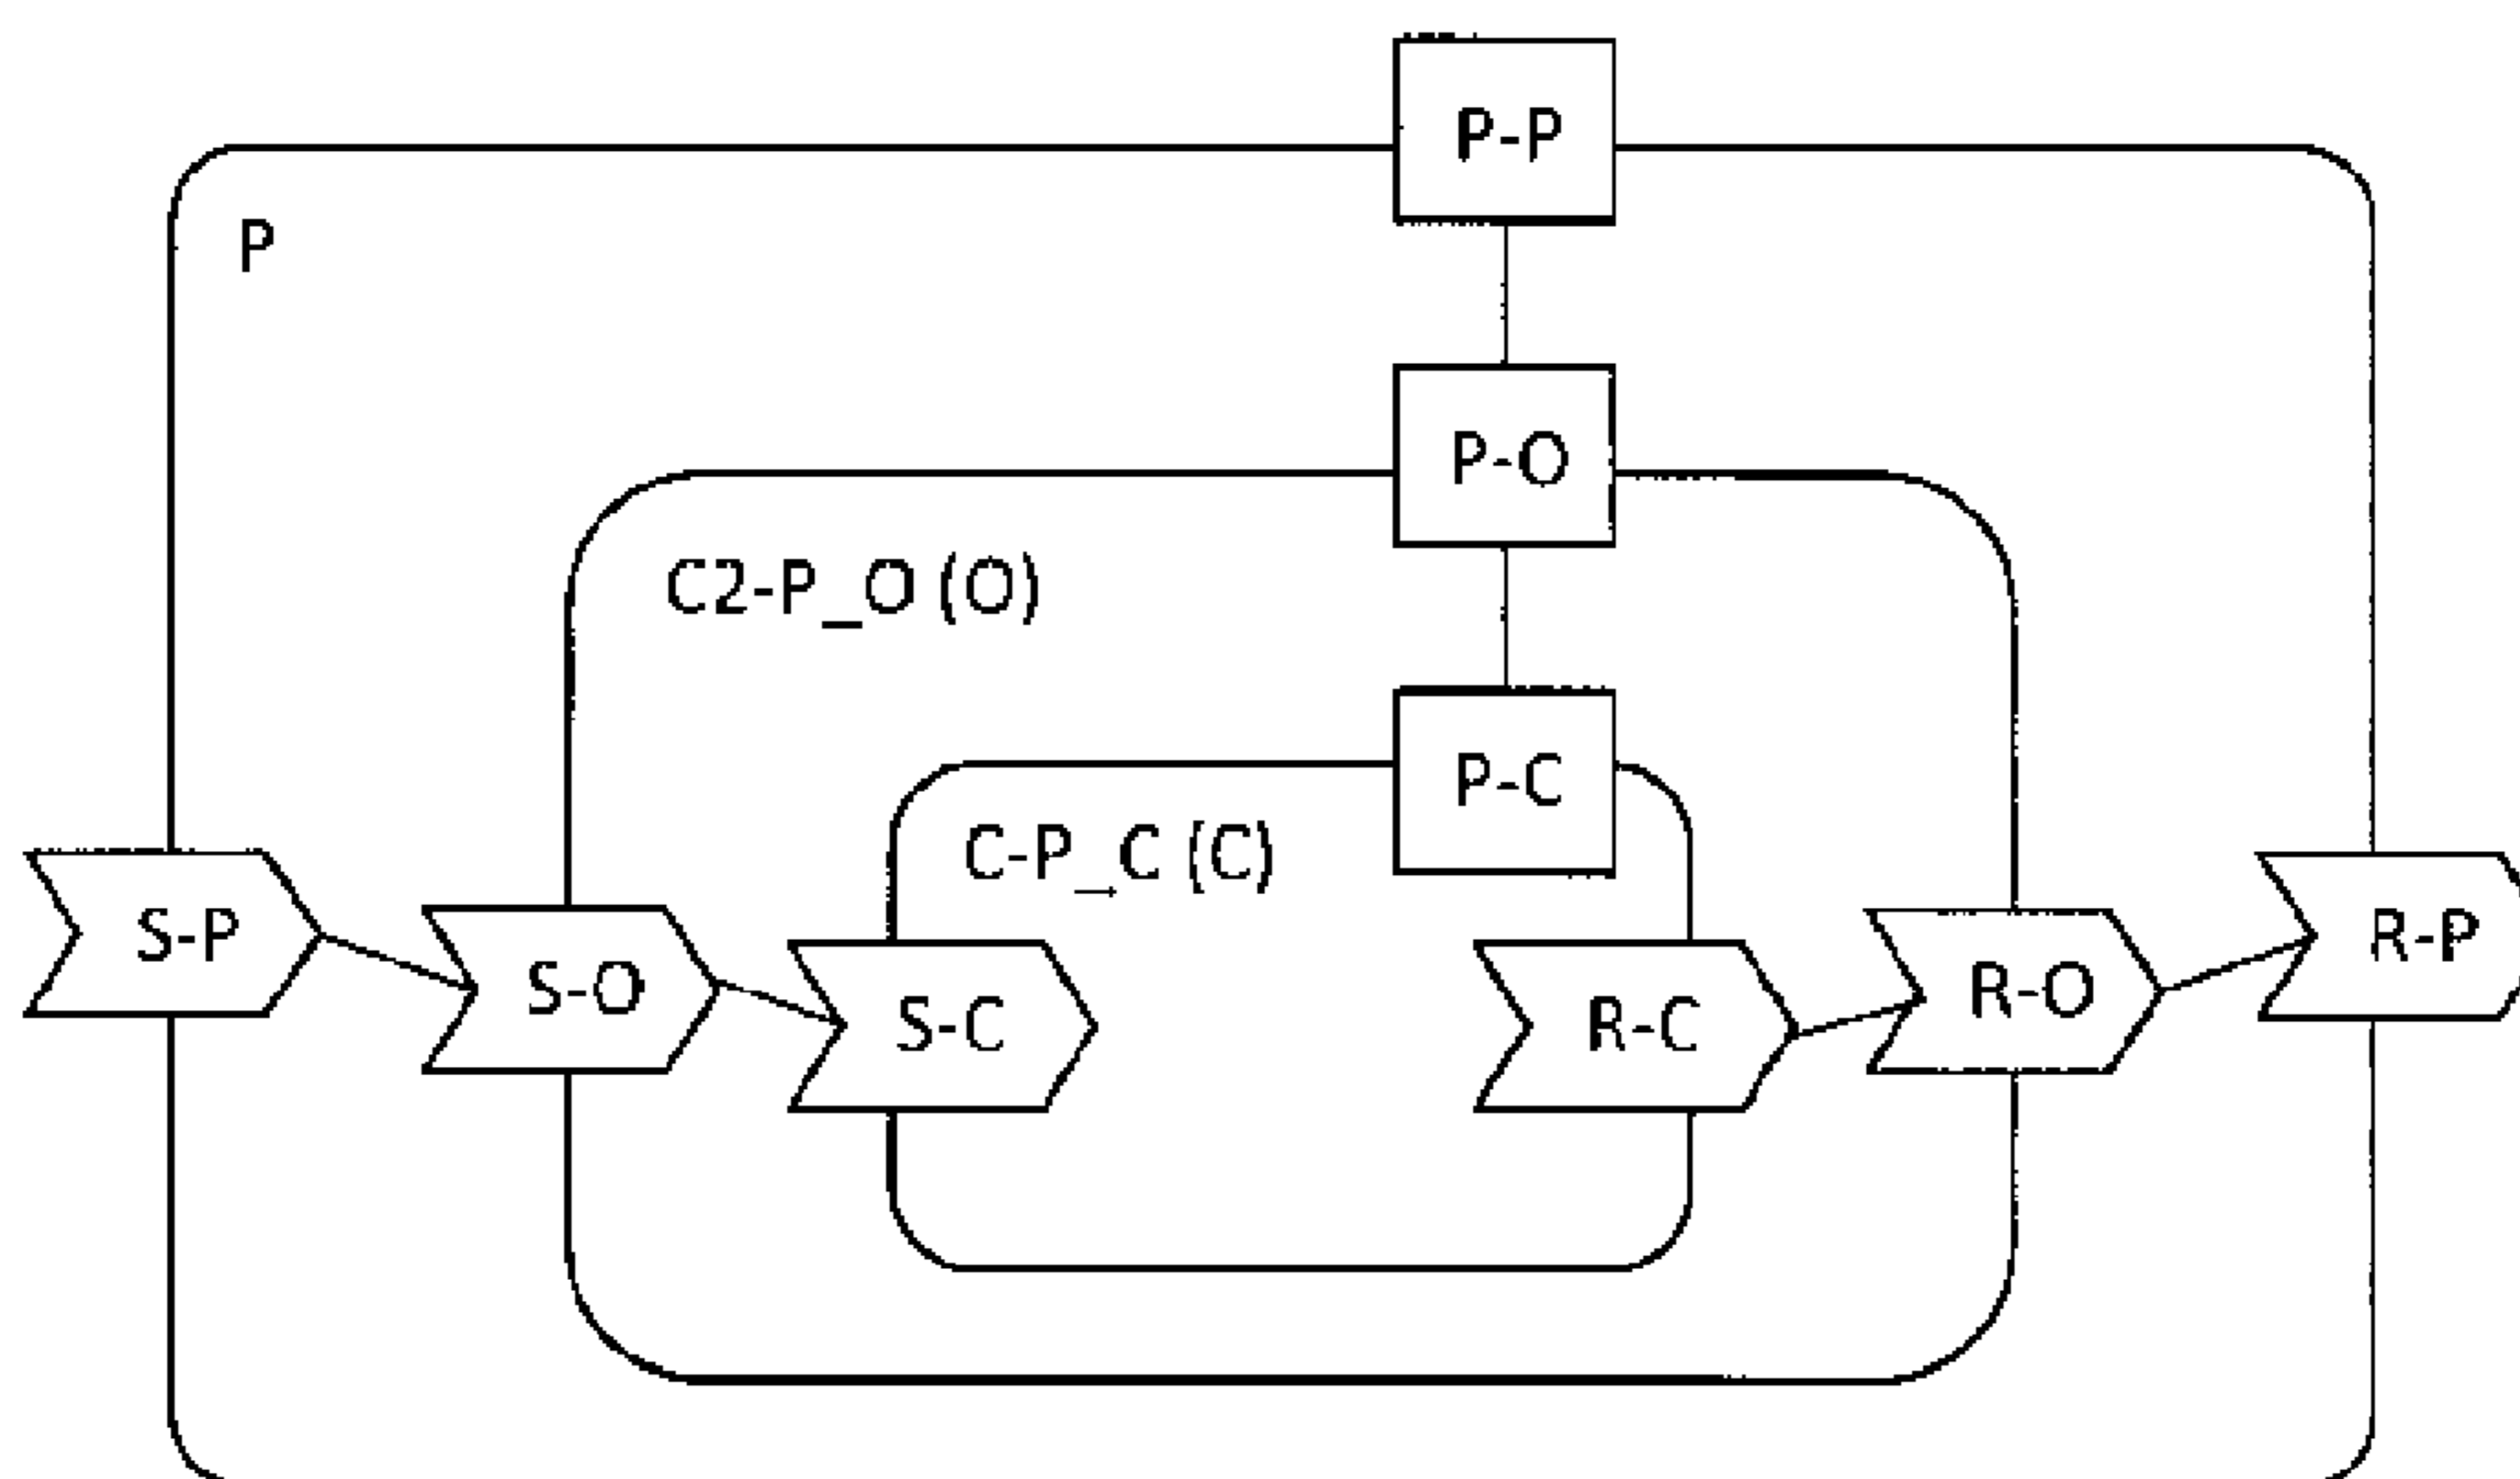 P-P
P
P-O
C2-P_O (O)
P-C
C-P_C (C)
S-P
S-O
S-C
R-C
R-O
R-P